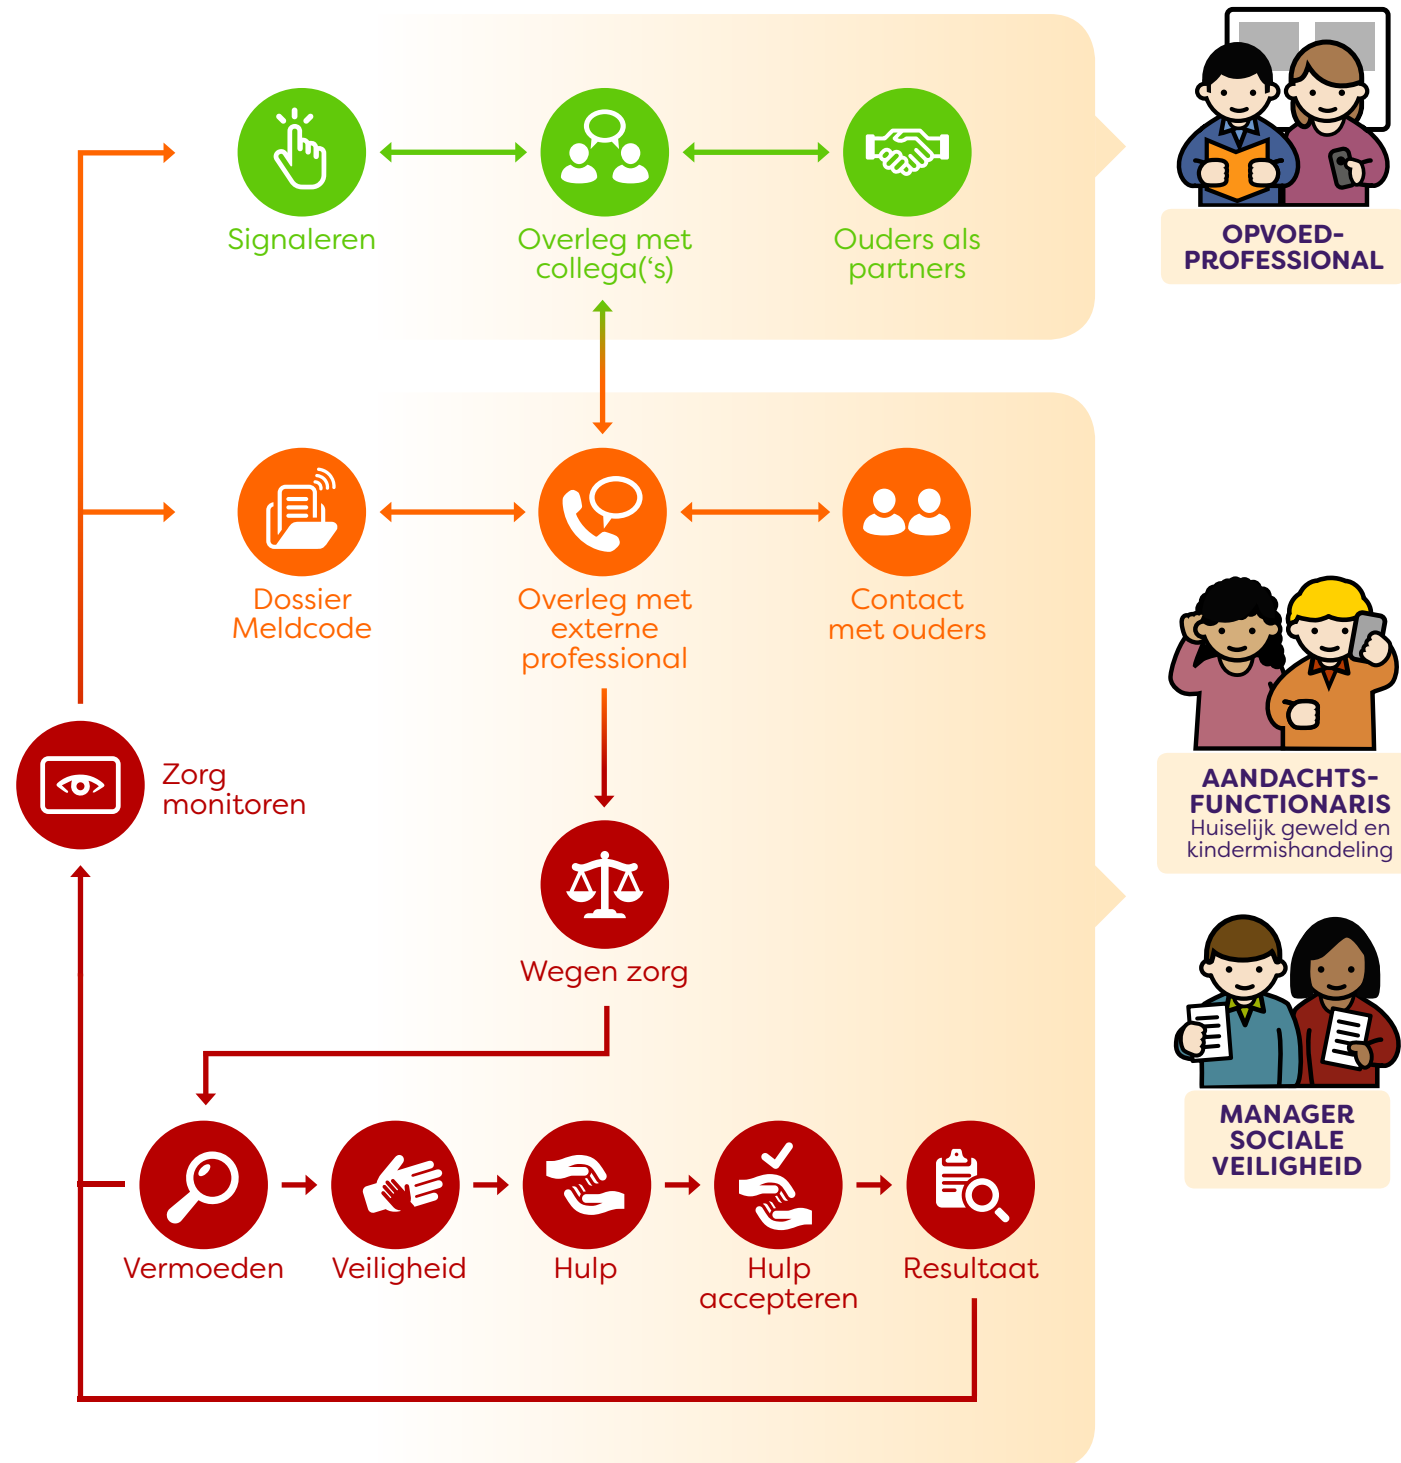 Signaleren
Overleg met
collega(‘s)
Ouders als
partners
OPVOED-
PROFESSIONAL
Dossier
Meldcode
Overleg met
externe
professional
Contact
met ouders
Zorg
monitoren
AANDACHTS-
FUNCTIONARIS
Huiselijk geweld en
kindermishandeling
Wegen zorg
MANAGER
SOCIALE
VEILIGHEID
Vermoeden
Veiligheid
Hulp
Hulp
accepteren
Resultaat